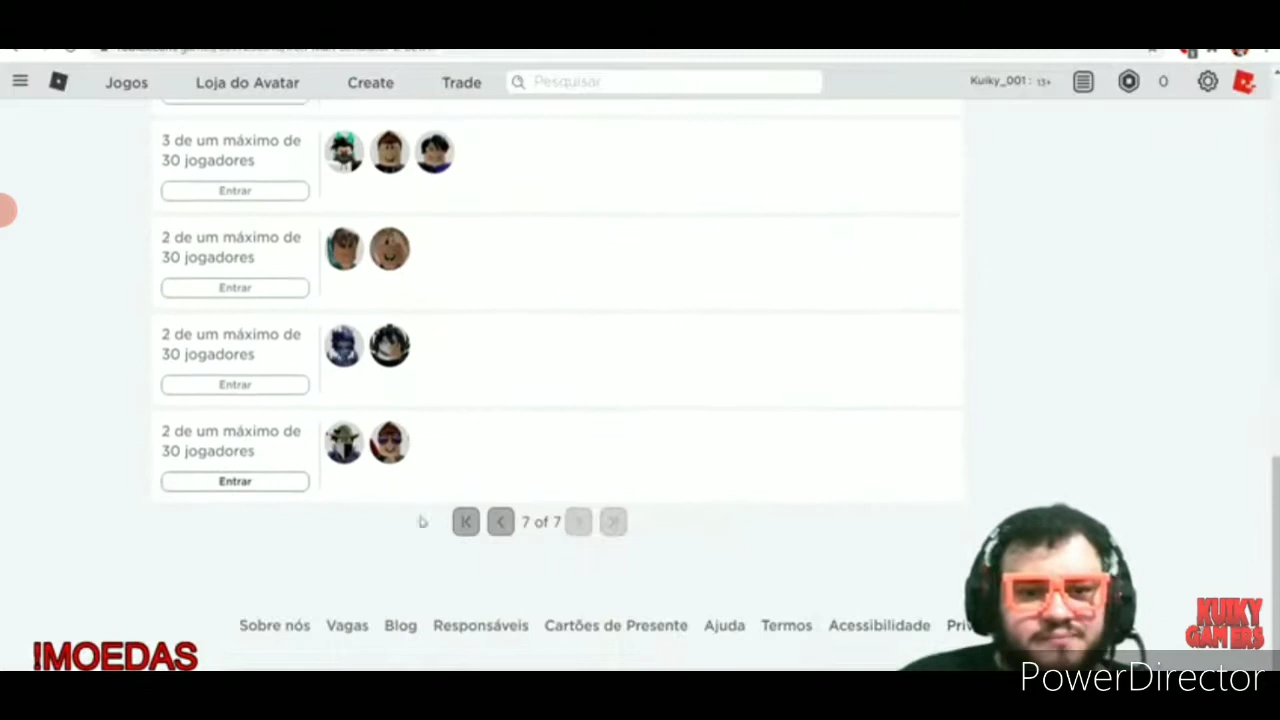 Jogos Loja do Avatar Create Trade Pesquisar Kuiky_001: 13+ 0
3 de um máximo de
30 jogadores
Entrar
2 de um máximo de
30 jogadores
Entrar
2 de um máximo de
30 jogadores
Entrar
2 de um máximo de
30 jogadores
Entrar
7 of 7
Sobre nós Vagas Blog Responsáveis Cartões de Presente Ajuda Termos Acessibilidade
!MOEDAS
KUIKY
GAMERS
PowerDirector